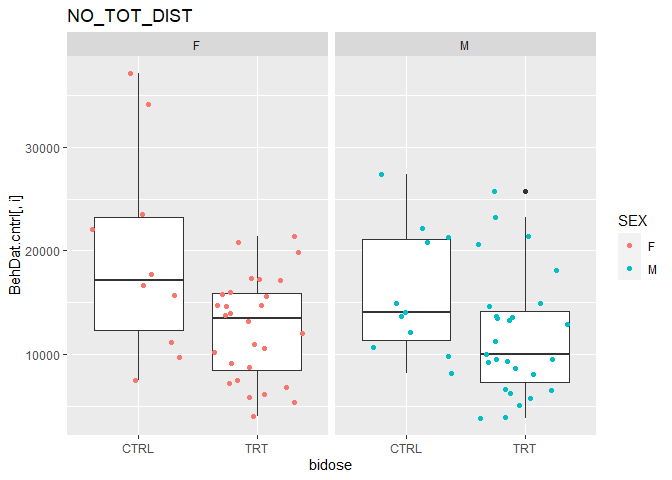 NO_TOT_DIST
F
M
30000
20000
10000
BehDat.cntrl[, i]
CTRL
TRT
CTRL
TRT
bidose
SEX
F
M